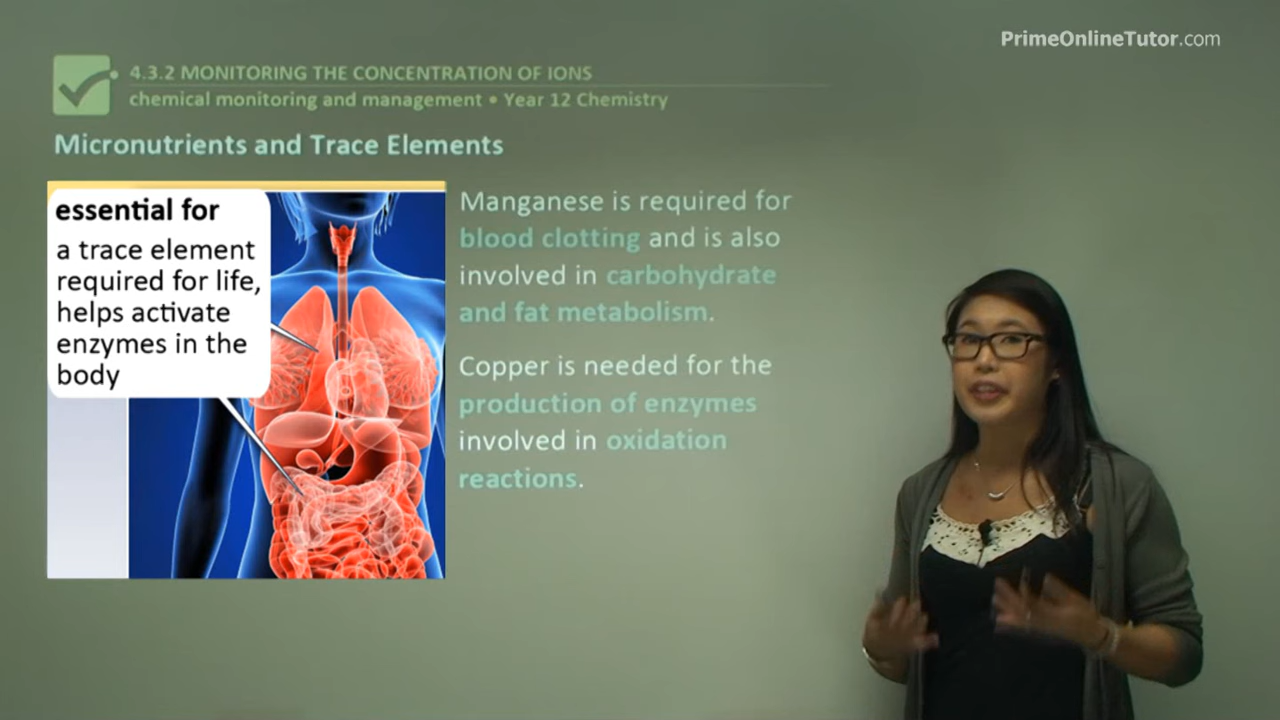 PrimeOnlineTutor.com
4.3.2 MONITORING THE CONCENTRATION OF IONS
chemical monitoring and management • Year 12 Chemistry
Micronutrients and Trace Elements
essential for
a trace element
required for life,
helps activate
enzymes in the
body
Manganese is required for
blood clotting and is also
involved in carbohydrate
and fat metabolism.
Copper is needed for the
production of enzymes
involved in oxidation
reactions.